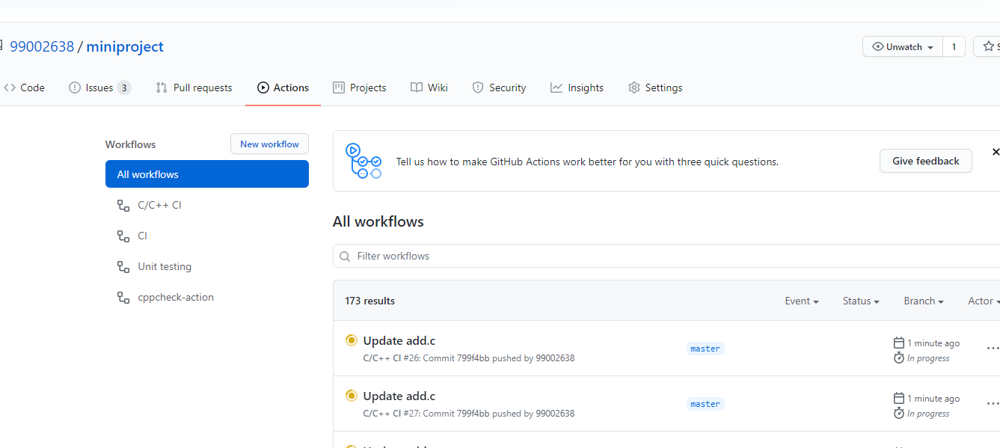 99002638 / miniproject
Unwatch 1
Code Issues 3 Pull requests Actions Projects Wiki Security Insights Settings
Workflows New workflow
All workflows
C/C++ CI
CI
Unit testing
cppcheck-action
Tell us how to make GitHub Actions work better for you with three quick questions. Give feedback
All workflows
Filter workflows
173 results Event Status Branch Actor
Update add.c
C/C++ CI #26: Commit 799f4bb pushed by 99002638
master
1 minute ago
In progress
Update add.c
C/C++ CI #27: Commit 799f4bb pushed by 99002638
master
1 minute ago
In progress